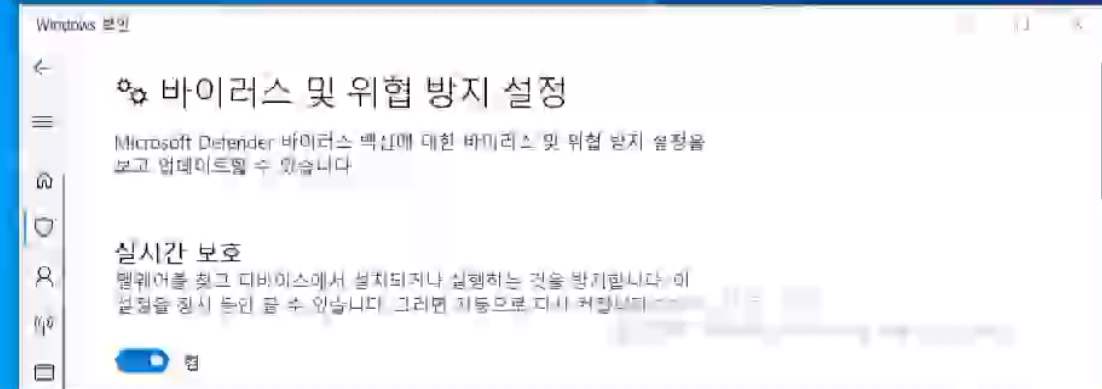 Windows 보안
바이러스 및 위협 방지 설정
Microsoft Defender 바이러스 백신에 대한 바이러스 및 위협 방지 설정을
보고 업데이트할 수 있습니다
실시간 보호
맬웨어를 찾고 디바이스에서 설치되거나 실행하는 것을 방지합니다. 이
설정을 잠시 동안 끌 수 있습니다. 그러면 자동으로 다시 켜집니다.
켬